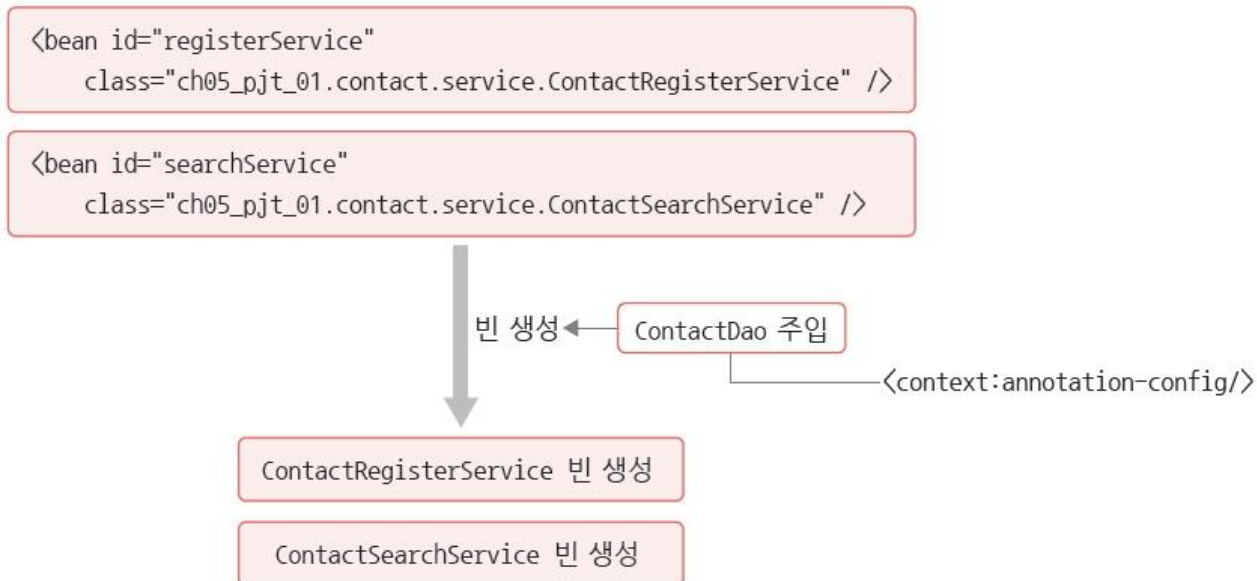 <bean id="registerService"
class="ch05_pjt_01.contact.service.ContactRegisterService" />
<bean id="searchService"
class="ch05_pjt_01.contact.service.ContactSearchService" />
빈 생성
ContactDao 주입
<context:annotation-config/>
ContactRegisterService 빈 생성
ContactSearchService 빈 생성